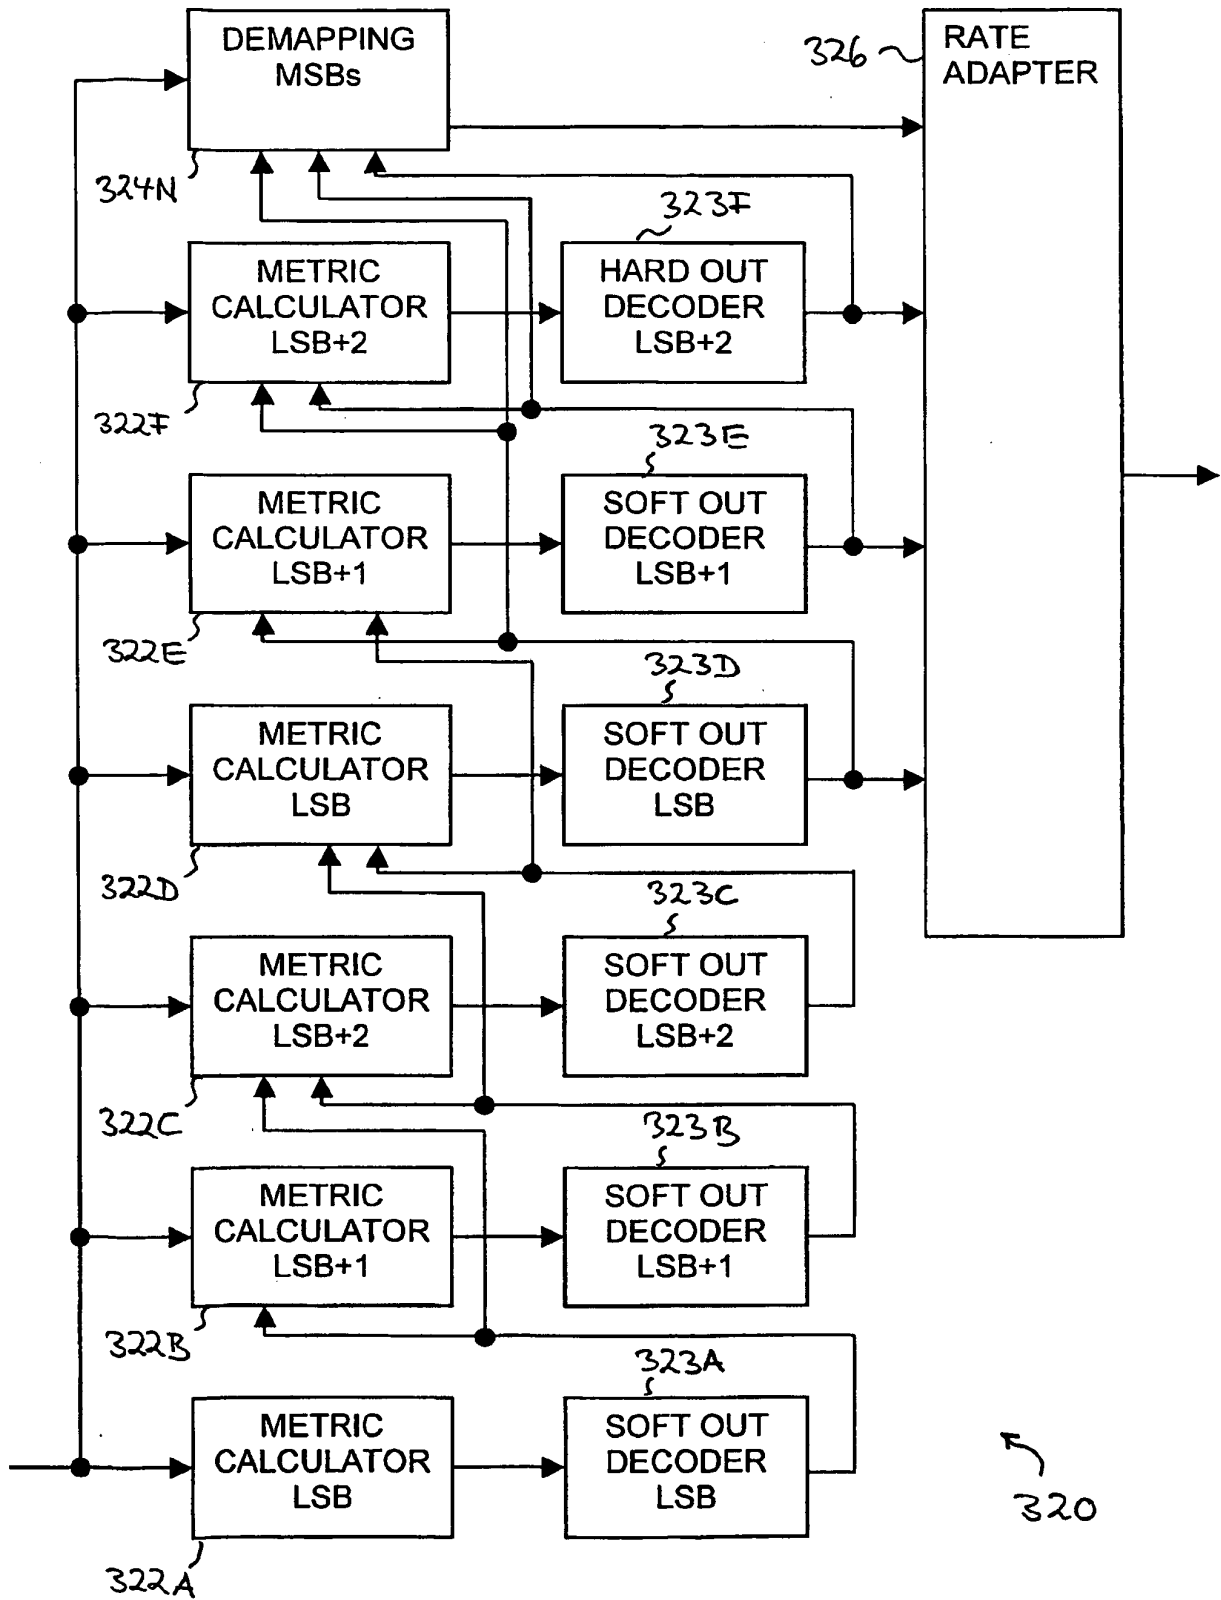 DEMAPPING
MSBs
326
RATE
ADAPTER
324N
323F
METRIC
CALCULATOR
LSB+2
HARD OUT
DECODER
LSB+2
322F
323E
METRIC
CALCULATOR
LSB+1
SOFT OUT
DECODER
LSB+1
322E
323D
METRIC
CALCULATOR
LSB
SOFT OUT
DECODER
LSB
322D
323C
METRIC
CALCULATOR
LSB+2
SOFT OUT
DECODER
LSB+2
322C
323B
METRIC
CALCULATOR
LSB+1
SOFT OUT
DECODER
LSB+1
322B
323A
METRIC
CALCULATOR
LSB
SOFT OUT
DECODER
LSB
322A
320